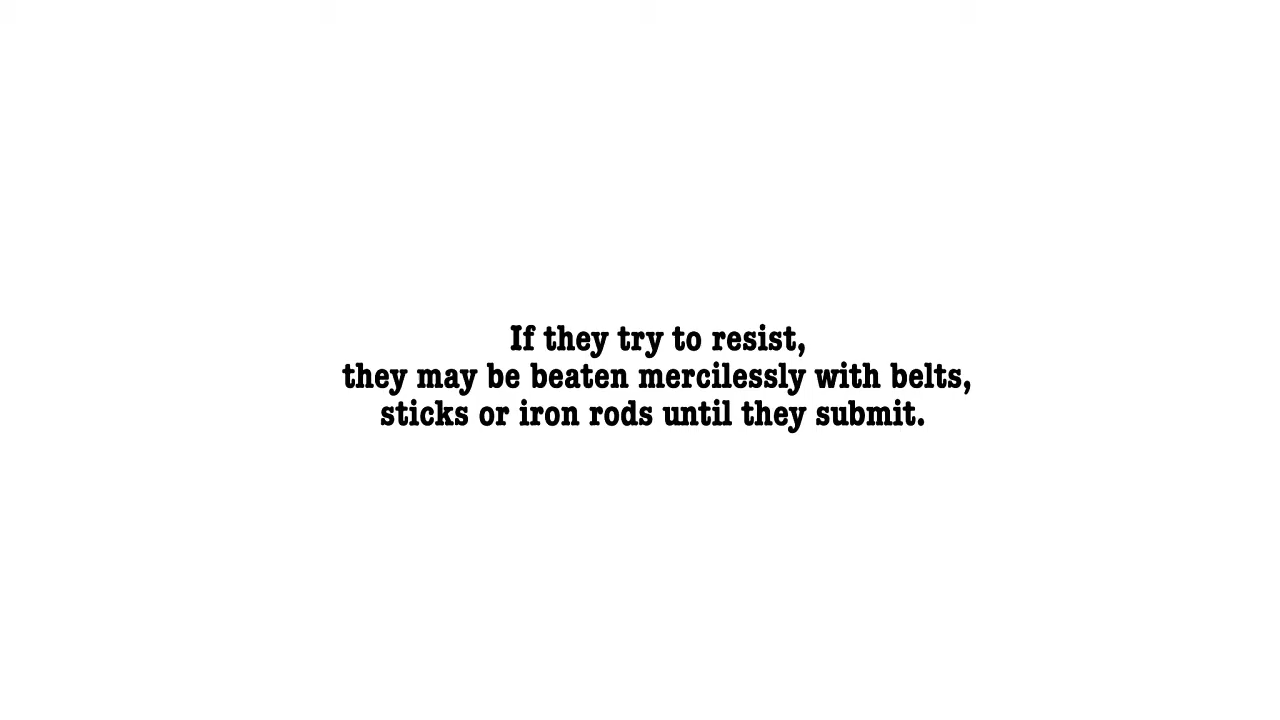 If they try to resist,
they may be beaten mercilessly with belts,
sticks or iron rods until they submit.